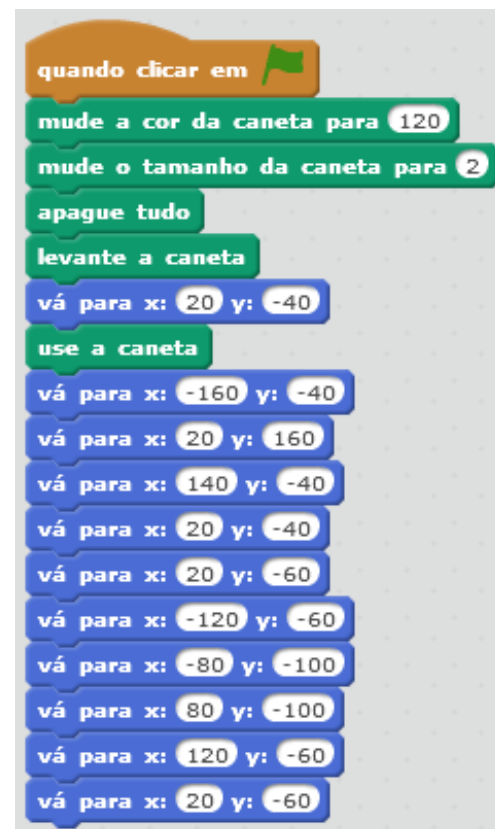 quando clicar em
mude a cor da caneta para 120
mude o tamanho da caneta para 2
apague tudo
levante a caneta
vá para x: 20 y: -40
use a caneta
vá para x: -160 y: -40
vá para x: 20 y: 160
vá para x: 140 y: -40
vá para x: 20 y: -40
vá para x: 20 y: -60
vá para x: -120 y: -60
vá para x: -80 y: -100
vá para x: 80 y: -100
vá para x: 120 y: -60
vá para x: 20 y: -60